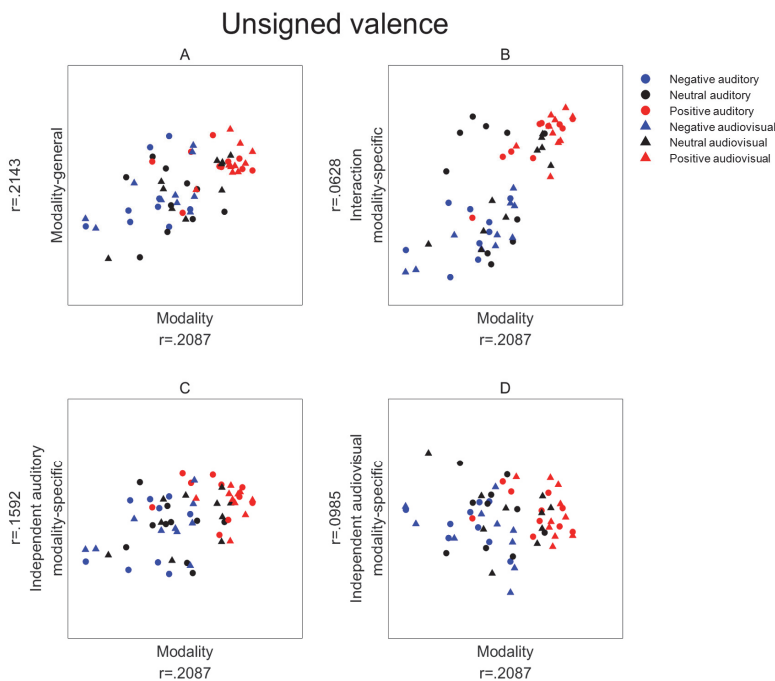 Unsigned valence
A
r=.2143
Modality-general
Modality
r=.2087
B
r=.0628
Interaction
modality-specific
Modality
r=.2087
Negative auditory
Neutral auditory
Positive auditory
Negative audiovisual
Neutral audiovisual
Positive audiovisual
C
r=.1592
Independent auditory
modality-specific
Modality
r=.2087
D
r=.0985
Independent audiovisual
modality-specific
Modality
r=.2087